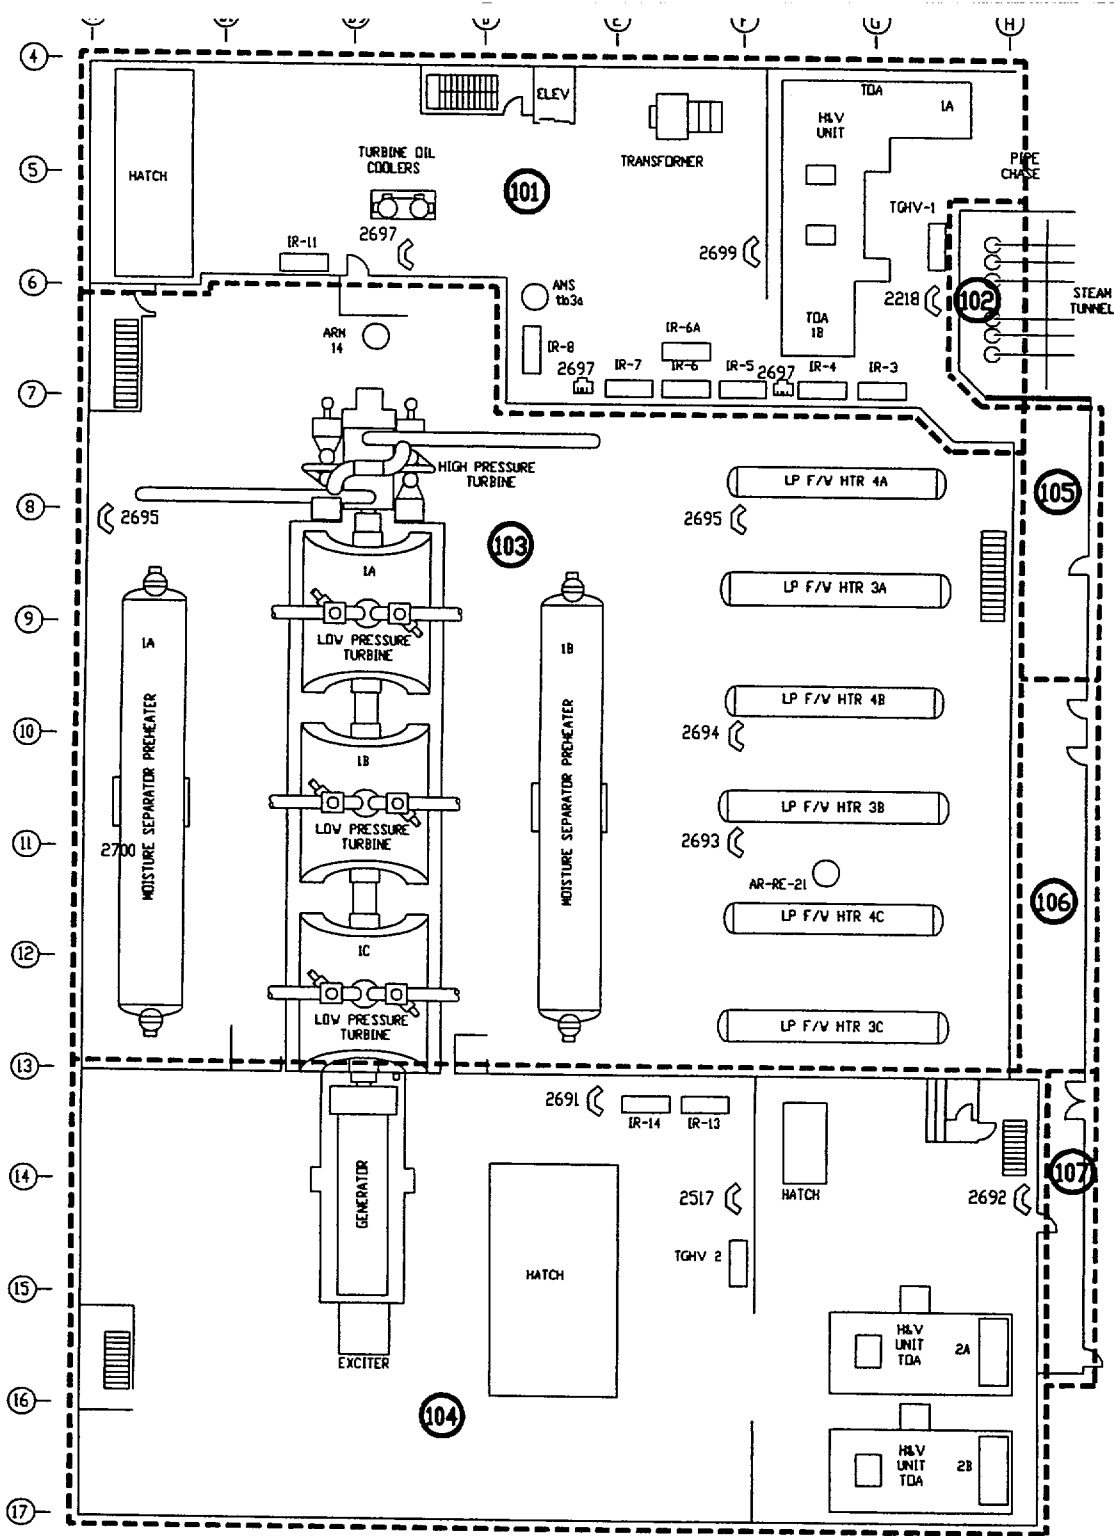 E
F
G
H
4
TDA
1A
ELEV
H&V
UNIT
5
TURBINE OIL
COOLERS
TRANSFORMER
PIPE
CHASE
HATCH
101
TGHV-1
2697
IR-11
2699
6
AMS
2218
102
STEAM
TUNNEL
ARM
14
TDA
1B
IR-6A
IR-8
2697
IR-7
IR-6
IR-5
2697
IR-4
IR-3
7
HIGH PRESSURE
TURBINE
LP F/W HTR 4A
105
8
2695
2695
103
1A
LP F/W HTR 3A
9
1A
LOW PRESSURE
TURBINE
1B
LP F/W HTR 4B
10
2694
MOISTURE SEPARATOR PREHEATER
1B
MOISTURE SEPARATOR PREHEATER
LP F/W HTR 3B
LOW PRESSURE
TURBINE
11
2700
2693
AR-RE-21
106
LP F/W HTR 4C
12
1C
LOW PRESSURE
TURBINE
LP F/W HTR 3C
13
2691
IR-14
IR-13
14
GENERATOR
2517
HATCH
2692
107
TGHV 2
15
HATCH
H&V
UNIT
TDA
2A
EXCITER
16
104
H&V
UNIT
TDA
2B
17